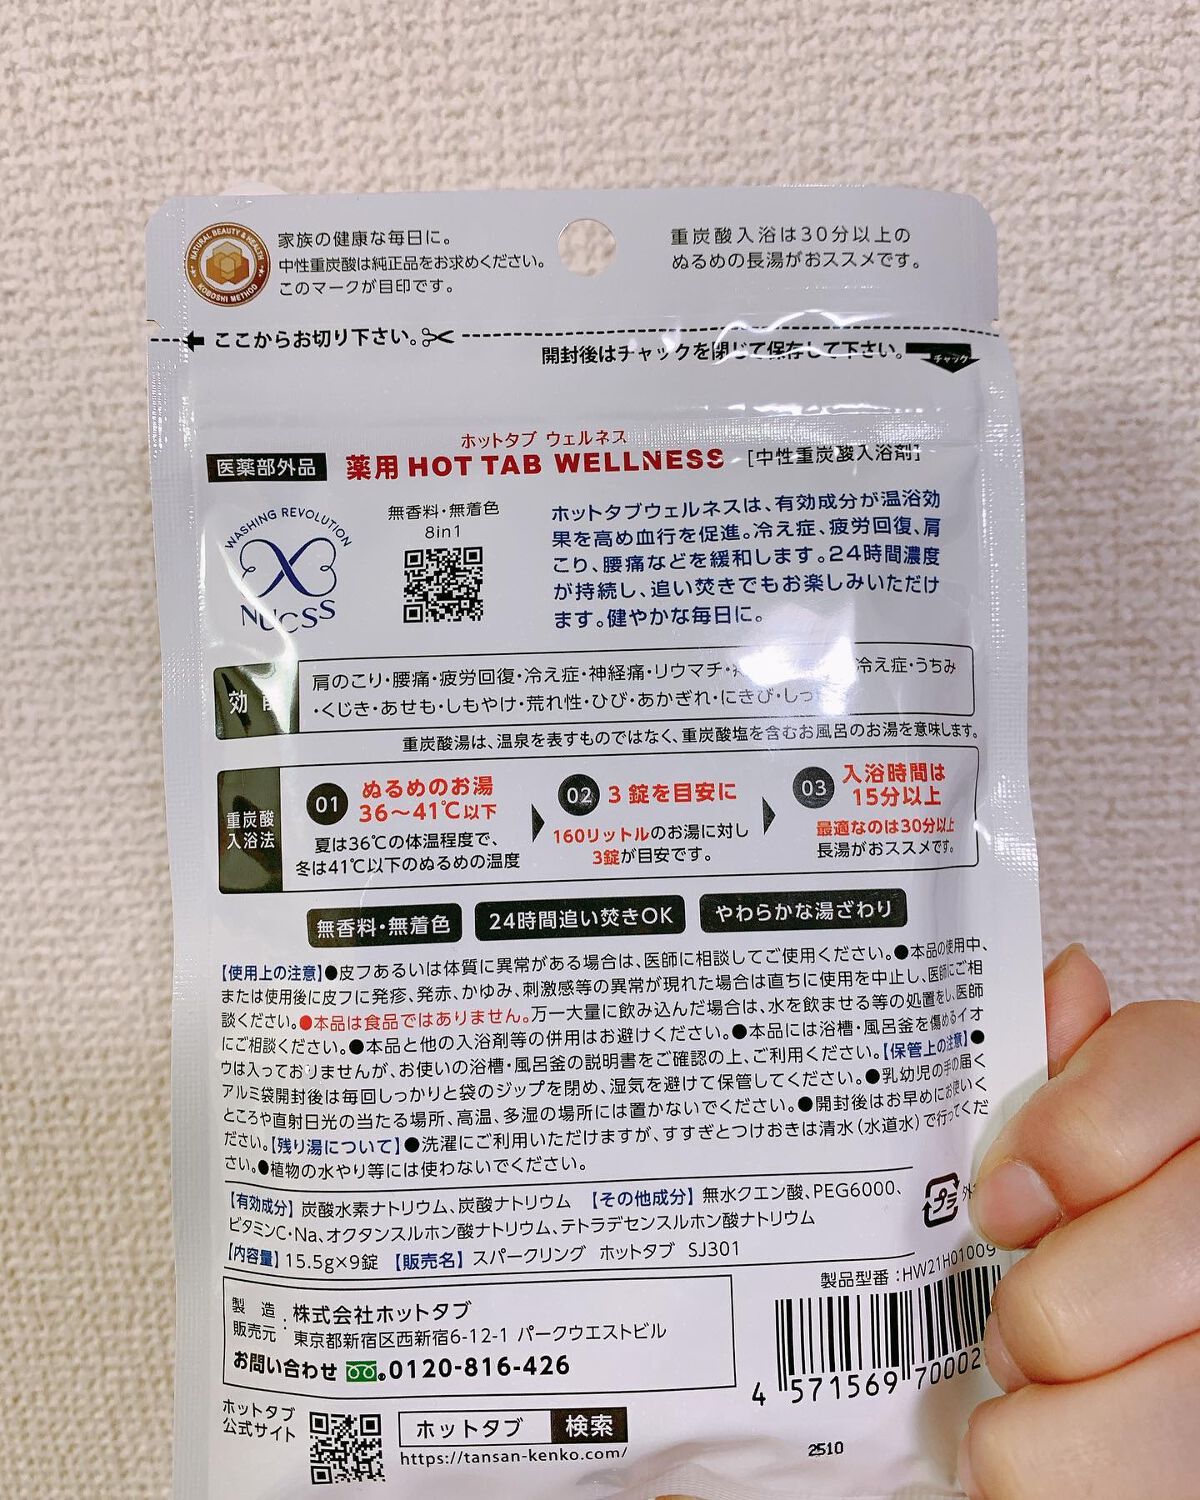 NATURAL BEAUTY & HEALTH
KOBOSHI METHOD
家族の健康な毎日に。
中性重炭酸は純正品をお求めください。
このマークが目印です。
重炭酸入浴は30分以上の
ぬるめの長湯がおススメです。
ここからお切り下さい。
開封後はチャックを閉じて保存して下さい。
チャック
ホットタブ ウェルネス
医薬部外品
薬用 HOT TAB WELLNESS
[中性重炭酸入浴剤]
WASHING REVOLUTION
NUCSS
無香料・無着色
8in1
ホットタブウェルネスは、有効成分が温浴効
果を高め血行を促進。冷え症、疲労回復、肩
こり、腰痛などを緩和します。24時間濃度
が持続し、追い焚きでもお楽しみいただけ
ます。健やかな毎日に。
効
肩のこり・腰痛・疲労回復・冷え症・神経痛・リウマチ・ 冷え症・うちみ
・くじき・あせも・しもやけ・荒れ性・ひび・あかぎれ・にきび・しっ
重炭酸湯は、温泉を表すものではなく、重炭酸塩を含むお風呂のお湯を意味します。
重炭酸
入浴法
01
ぬるめのお湯
36〜41℃以下
夏は36℃の体温程度で、
冬は41℃以下のぬるめの温度
02
3錠を目安に
160リットルのお湯に対し
3錠が目安です。
03
入浴時間は
15分以上
最適なのは30分以上
長湯がおススメです。
無香料・無着色
24時間追い焚きOK
やわらかな湯ざわり
【使用上の注意】●皮フあるいは体質に異常がある場合は、医師に相談してご使用ください。●本品の使用中、
または使用後に皮フに発疹、発赤、かゆみ、刺激感等の異常が現れた場合は直ちに使用を中止し、医師にご相
談ください。●本品は食品ではありません。万一大量に飲み込んだ場合は、水を飲ませる等の処置をし、医師
にご相談ください。●本品と他の入浴剤等の併用はお避けください。●本品には浴槽・風呂釜を傷めるイオ
ウは入っておりませんが、お使いの浴槽・風呂釜の説明書をご確認の上、ご利用ください。【保管上の注意】●
アルミ袋開封後は毎回しっかりと袋のジップを閉め、湿気を避けて保管してください。●乳幼児の手の届く
ところや直射日光の当たる場所、高温、多湿の場所には置かないでください。●開封後はお早めにお使いく
ださい。【残り湯について】●洗濯にご利用いただけますが、すすぎとつけおきは清水(水道水)で行ってくだ
さい。●植物の水やり等には使わないでください。
【有効成分】炭酸水素ナトリウム、炭酸ナトリウム 【その他成分】無水クエン酸、PEG6000、
ビタミンC・Na、オクタンスルホン酸ナトリウム、テトラデセンスルホン酸ナトリウム
【内容量】15.5g×9錠 【販売名】スパークリング ホットタブ SJ301
プラ
製品型番:HW21H01009
製造
販売元 : 株式会社ホットタブ
東京都新宿区西新宿6-12-1 パークウエストビル
お問い合わせ 0120-816-426
4 571569 70002
ホットタブ
公式サイト
ホットタブ 検索
https://tansan-kenko.com/
2510